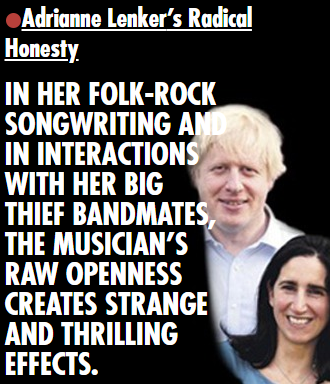 Adrianne Lenker's Radical
Honesty
IN HER FOLK-ROCK
SONGWRITING AND
IN INTERACTIONS
WITH HER BIG
THIEF BANDMATES,
THE MUSICIAN'S
RAW OPENNESS
CREATES STRANGE
AND THRILLING
EFFECTS.